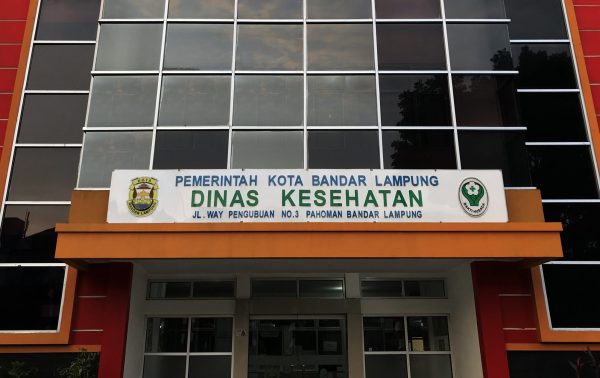 PEMERINTAH KOTA BANDAR LAMPUNG
DINAS KESEHATAN
JL.WAY PENGUBUAN NO.3 PAHOMAN BANDAR LAMPUNG